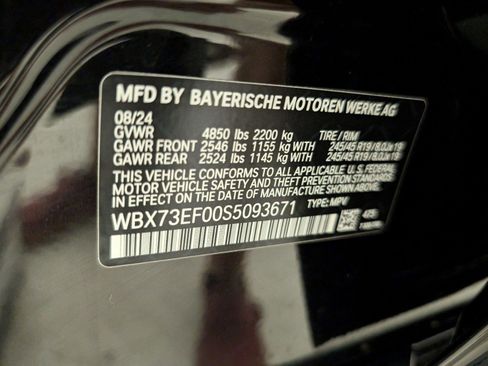 MFD BY BAYERISCHE MOTOREN WERKE AG
08/24
GVWR 4850 lbs 2200 kg TIRE / RIM
GAWR FRONT 2546 lbs 1155 kg WITH 245/45 R19 / 8.0Jx19
GAWR REAR 2524 lbs 1145 kg WITH 245/45 R19 / 8.0Jx19
THIS VEHICLE CONFORMS TO ALL APPLICABLE U.S. FEDERAL
MOTOR VEHICLE SAFETY AND THEFT PREVENTION STANDARDS
IN EFFECT ON THE DATE OF MANUFACTURE SHOWN ABOVE.
WBX73EF00S5093671 TYPE: MPV
475